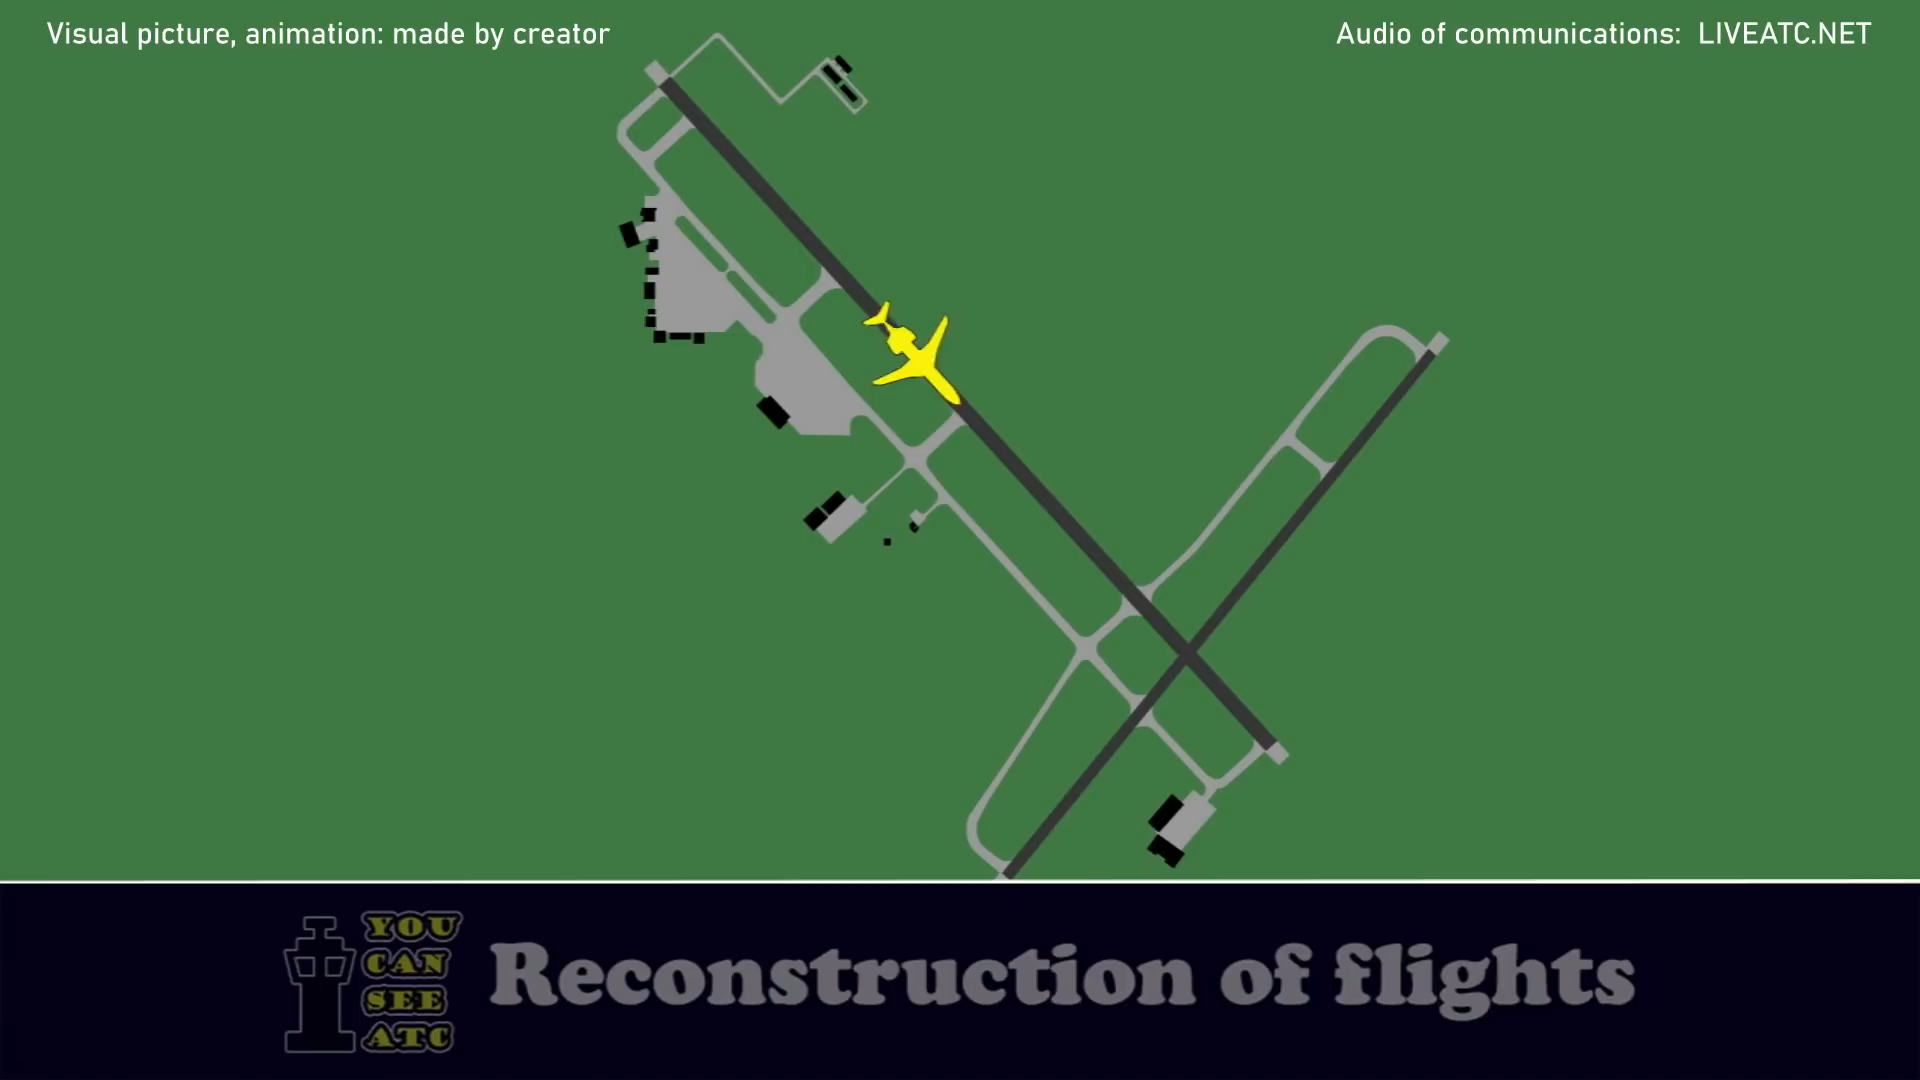 Visual picture, animation: made by creator
Audio of communications: LIVEATC.NET
YOU
CAN
SEE
ATC
Reconstruction of flights